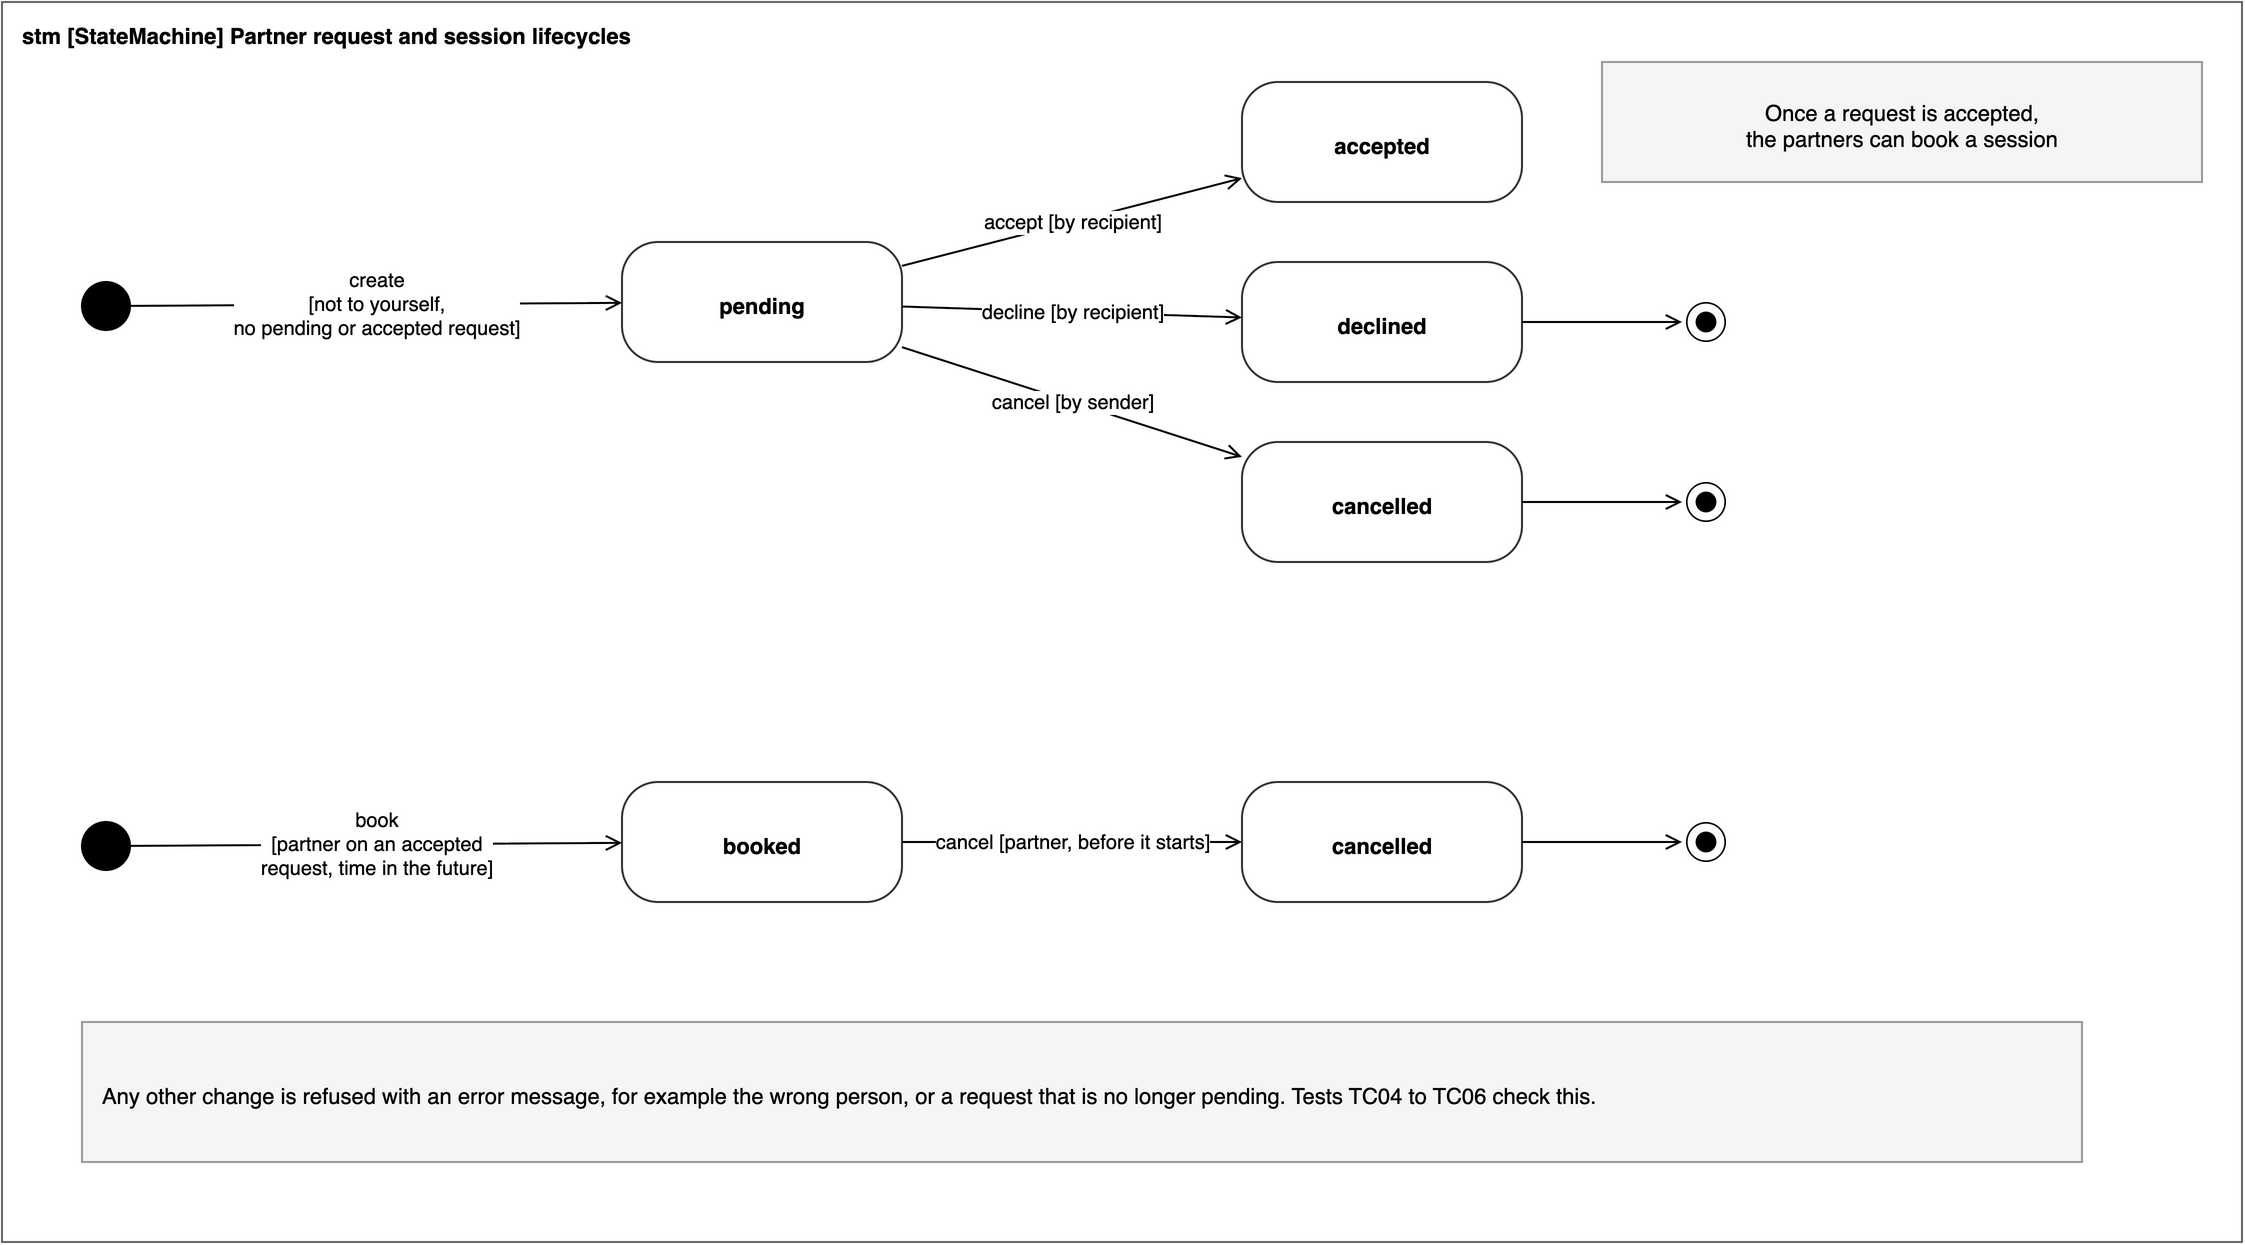 stm [StateMachine] Partner request and session lifecycles
Once a request is accepted,
the partners can book a session
accepted
accept [by recipient]
create
[not to yourself,
no pending or accepted request]
pending
decline [by recipient]
declined
cancel [by sender]
cancelled
book
[partner on an accepted
request, time in the future]
booked
cancel [partner, before it starts]
cancelled
Any other change is refused with an error message, for example the wrong person, or a request that is no longer pending. Tests TC04 to TC06 check this.